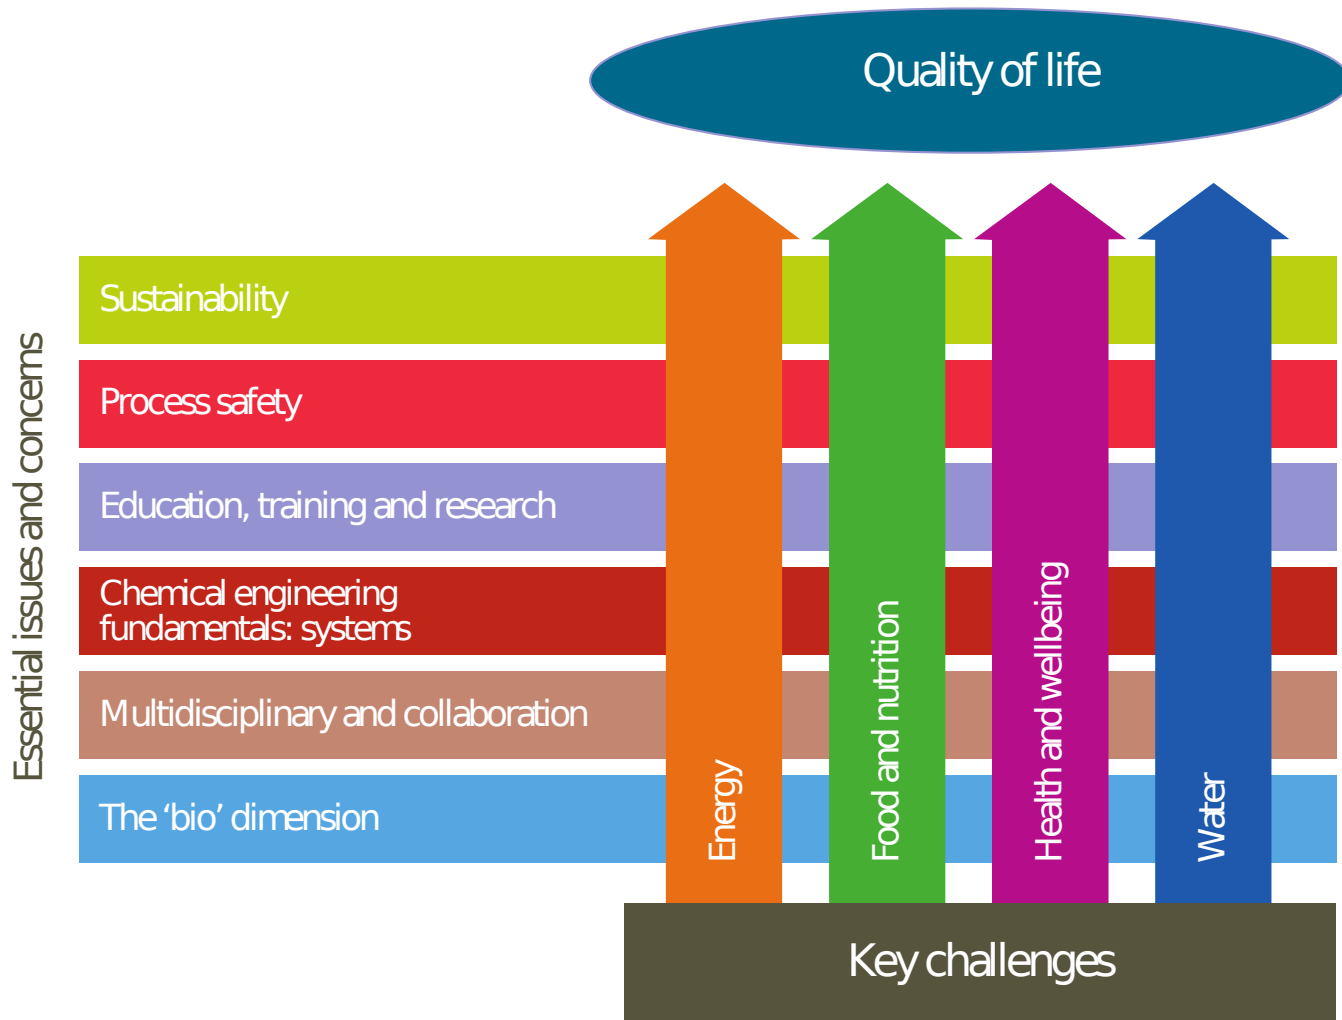 Quality of life
Essential issues and concerns
Sustainability
Process safety
Education, training and research
Chemical engineering
fundamentals: systems
Multidisciplinary and collaboration
The ‘bio’ dimension
Energy
Food and nutrition
Health and wellbeing
Water
Key challenges